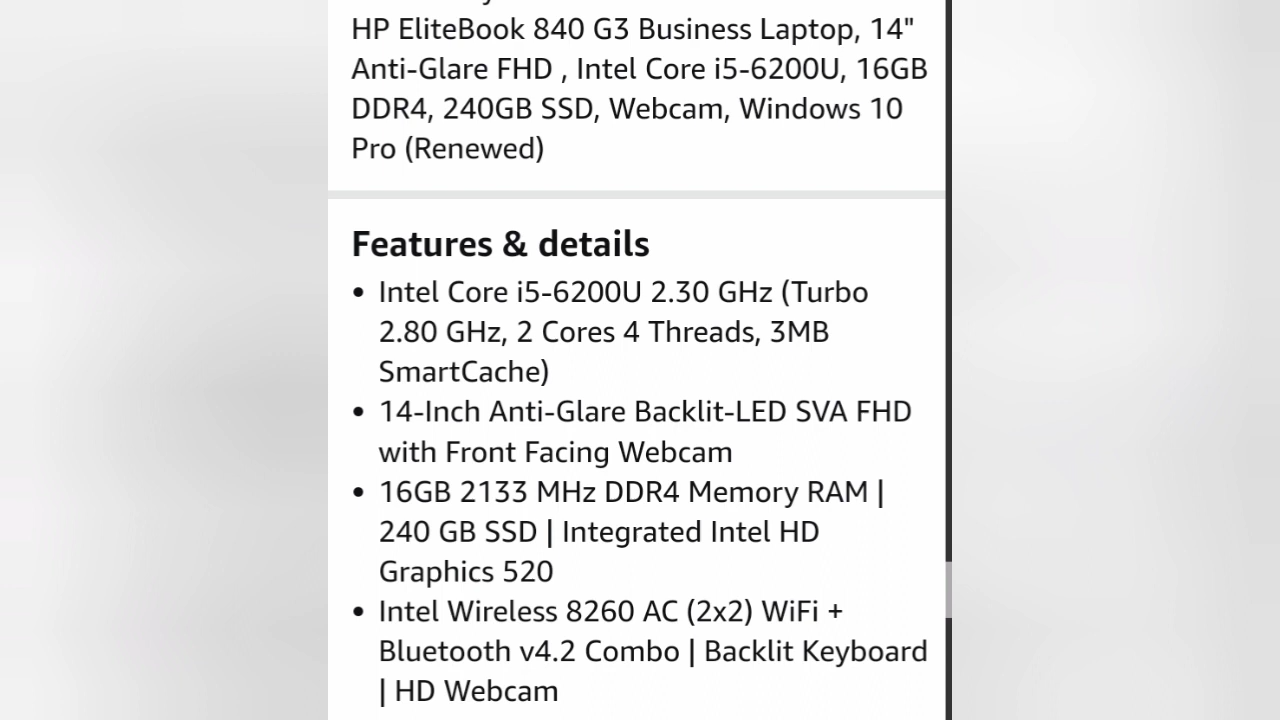 HP EliteBook 840 G3 Business Laptop, 14"
Anti-Glare FHD , Intel Core i5-6200U, 16GB
DDR4, 240GB SSD, Webcam, Windows 10
Pro (Renewed)
Features & details
• Intel Core i5-6200U 2.30 GHz (Turbo
2.80 GHz, 2 Cores 4 Threads, 3MB
SmartCache)
• 14-Inch Anti-Glare Backlit-LED SVA FHD
with Front Facing Webcam
• 16GB 2133 MHz DDR4 Memory RAM |
240 GB SSD | Integrated Intel HD
Graphics 520
• Intel Wireless 8260 AC (2x2) WiFi +
Bluetooth v4.2 Combo | Backlit Keyboard
| HD Webcam